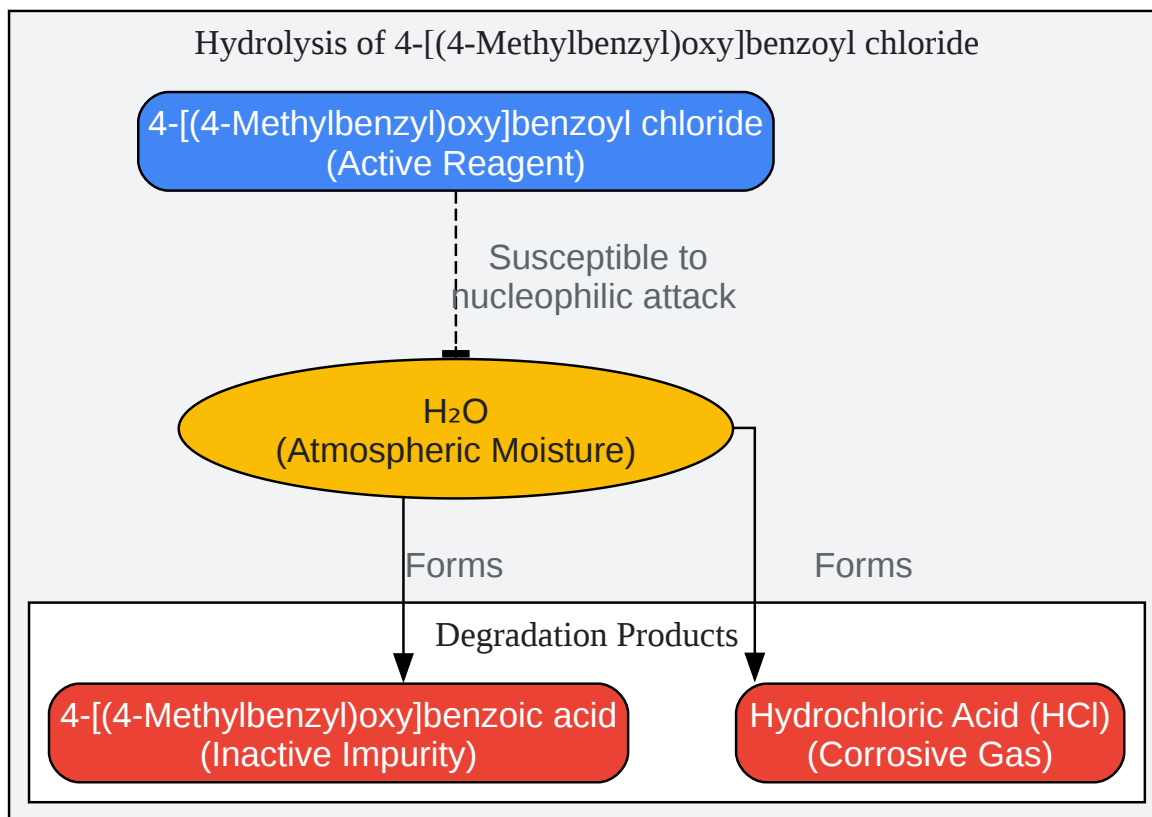 Hydrolysis of 4-[(4-Methylbenzyl)oxy]benzoyl chloride
4-[(4-Methylbenzyl)oxy]benzoyl chloride
(Active Reagent)
Susceptible to
nucleophilic attack
H₂O
(Atmospheric Moisture)
Forms
Forms
Degradation Products
4-[(4-Methylbenzyl)oxy]benzoic acid
(Inactive Impurity)
Hydrochloric Acid (HCl)
(Corrosive Gas)